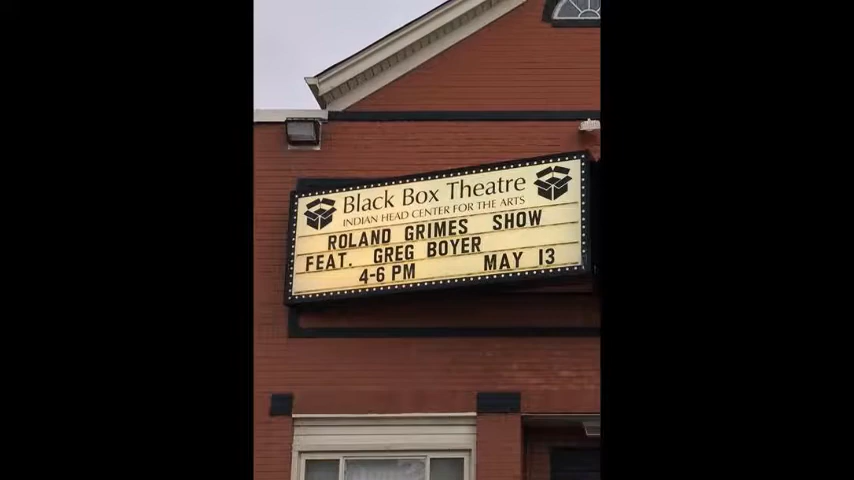 Black Box Theatre
INDIAN HEAD CENTER FOR THE ARTS
ROLAND GRIMES SHOW
FEAT. GREG BOYER
4-6 PM MAY 13